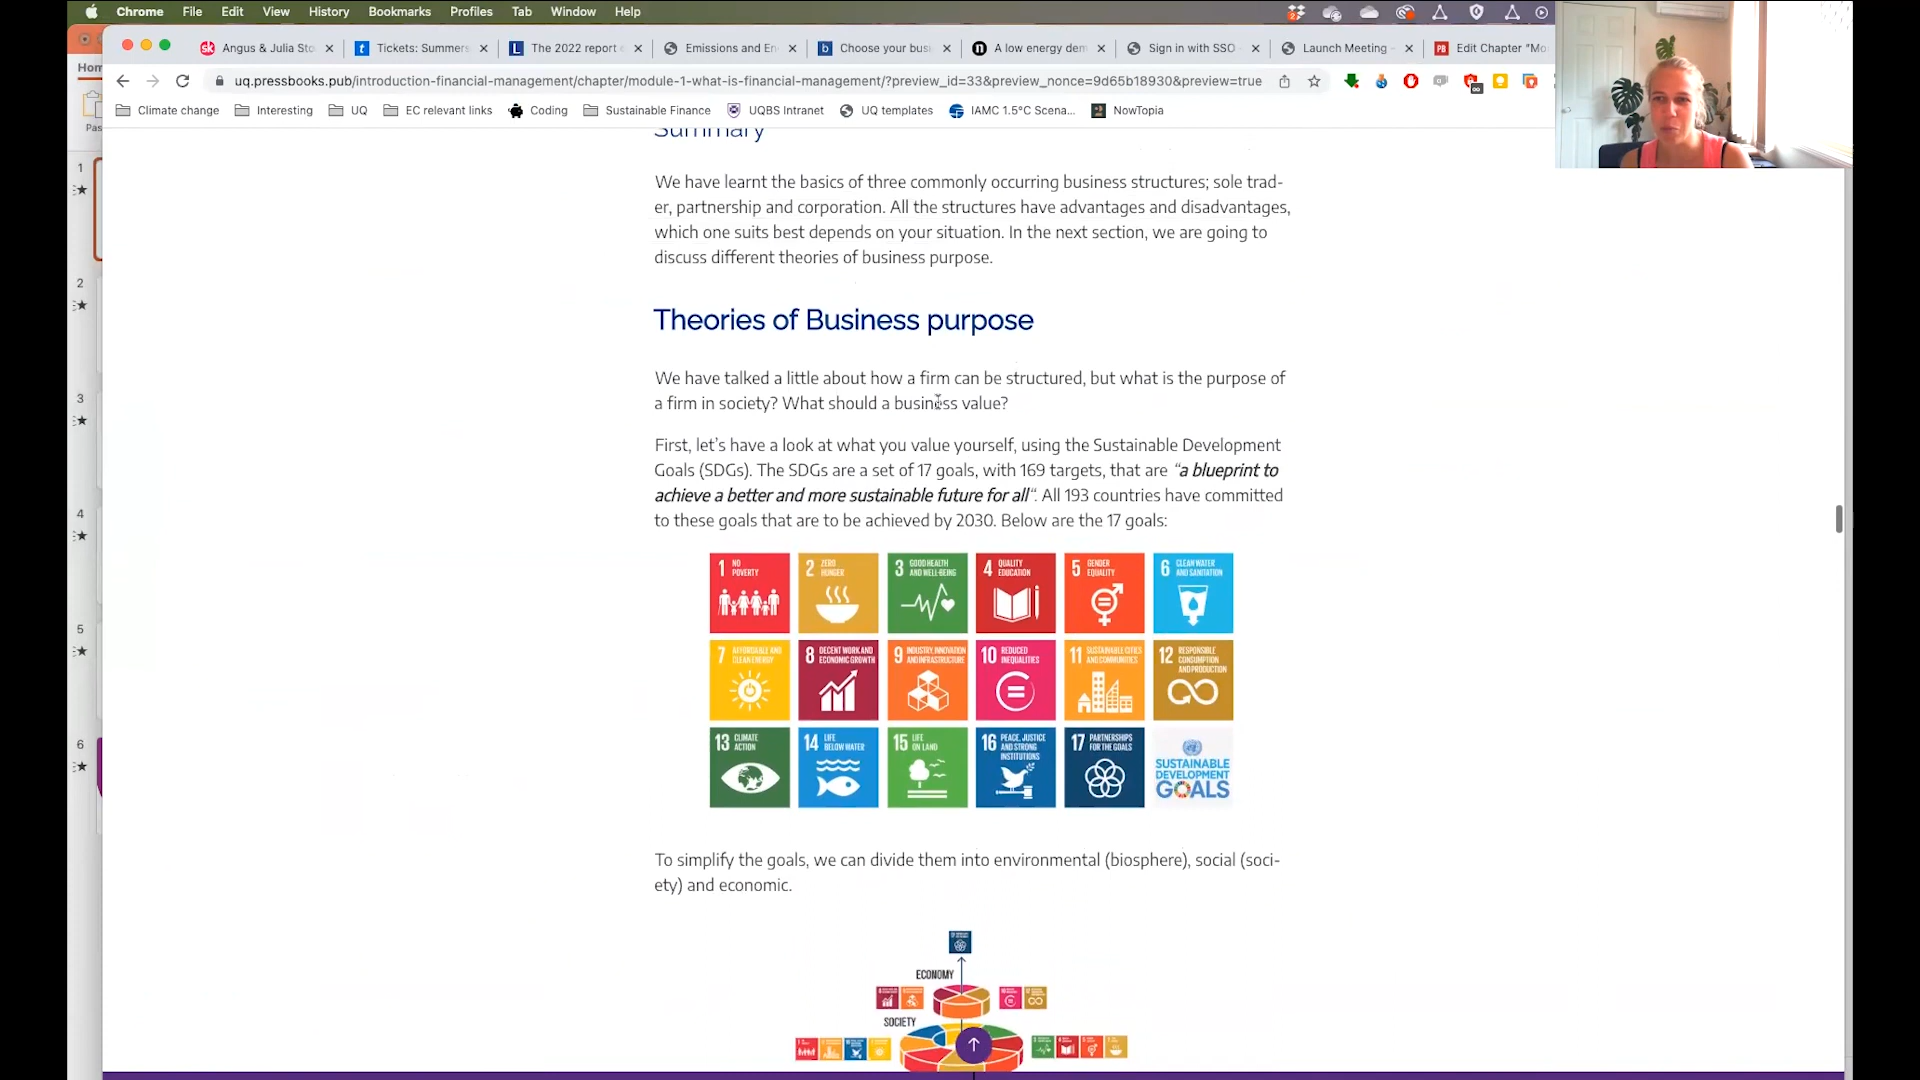 Chrome File Edit View History Bookmarks Profiles Tab Window Help
Angus & Julia Sto
Tickets: Summers
The 2022 report
Emissions and En
Choose your busi
A low energy dem
Sign in with SSO
Launch Meeting
Edit Chapter "Mo
Hom
uq.pressbooks.pub/introduction-financial-management/chapter/module-1-what-is-financial-management/?preview_id=33&preview_nonce=9d65b18930&preview=true
Climate change Interesting UQ EC relevant links Coding Sustainable Finance UQBS Intranet UQ templates IAMC 1.5°C Scena... NowTopia
Pas
1
2
3
4
5
6
Summary
We have learnt the basics of three commonly occurring business structures; sole trad-
er, partnership and corporation. All the structures have advantages and disadvantages,
which one suits best depends on your situation. In the next section, we are going to
discuss different theories of business purpose.
Theories of Business purpose
We have talked a little about how a firm can be structured, but what is the purpose of
a firm in society? What should a business value?
First, let's have a look at what you value yourself, using the Sustainable Development
Goals (SDGs). The SDGs are a set of 17 goals, with 169 targets, that are "a blueprint to
achieve a better and more sustainable future for all". All 193 countries have committed
to these goals that are to be achieved by 2030. Below are the 17 goals:
1 NO POVERTY
2 ZERO HUNGER
3 GOOD HEALTH AND WELL-BEING
4 QUALITY EDUCATION
5 GENDER EQUALITY
6 CLEAN WATER AND SANITATION
7 AFFORDABLE AND CLEAN ENERGY
8 DECENT WORK AND ECONOMIC GROWTH
9 INDUSTRY, INNOVATION AND INFRASTRUCTURE
10 REDUCED INEQUALITIES
11 SUSTAINABLE CITIES AND COMMUNITIES
12 RESPONSIBLE CONSUMPTION AND PRODUCTION
13 CLIMATE ACTION
14 LIFE BELOW WATER
15 LIFE ON LAND
16 PEACE, JUSTICE AND STRONG INSTITUTIONS
17 PARTNERSHIPS FOR THE GOALS
SUSTAINABLE
DEVELOPMENT
GOALS
To simplify the goals, we can divide them into environmental (biosphere), social (soci-
ety) and economic.
ECONOMY
SOCIETY